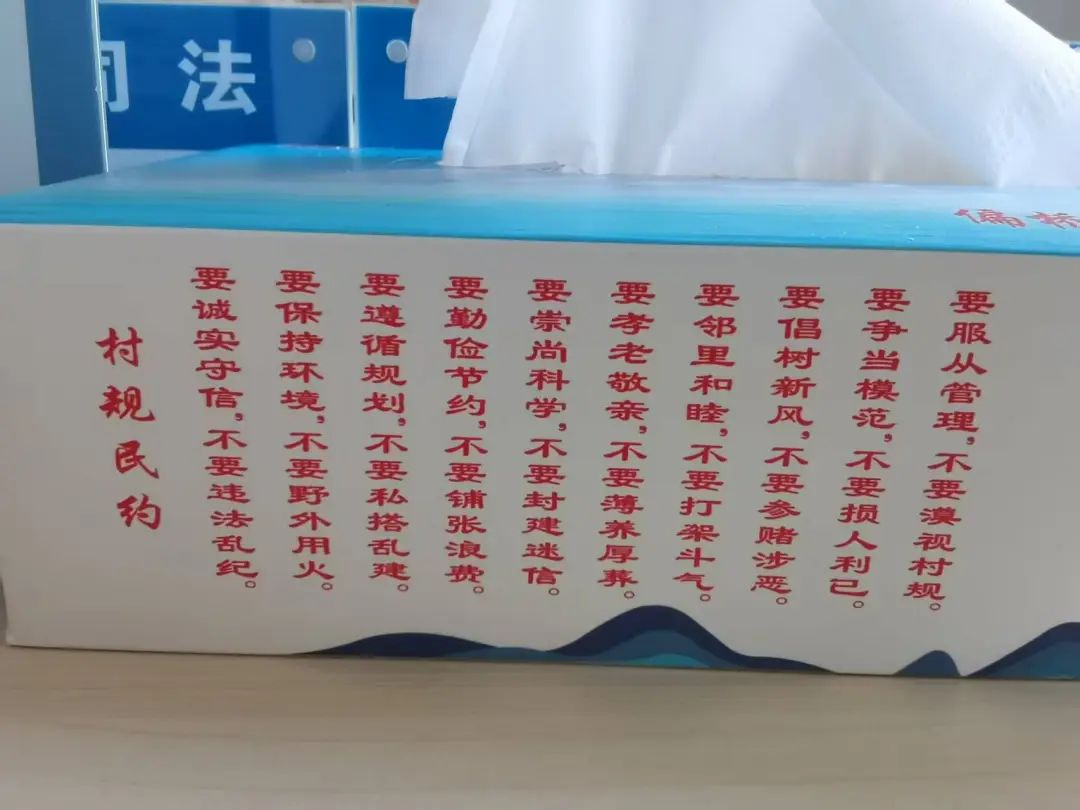 法
偏
村规民约
要诚实守信，不要违法乱纪。
要保持环境，不要野外用火。
要遵循规划，不要私搭乱建。
要勤俭节约，不要铺张浪费。
要崇尚科学，不要封建迷信。
要孝老敬亲，不要薄养厚葬。
要邻里和睦，不要打架斗气。
要倡树新风，不要参赌涉恶。
要争当模范，不要损人利己。
要服从管理，不要漠视村规。